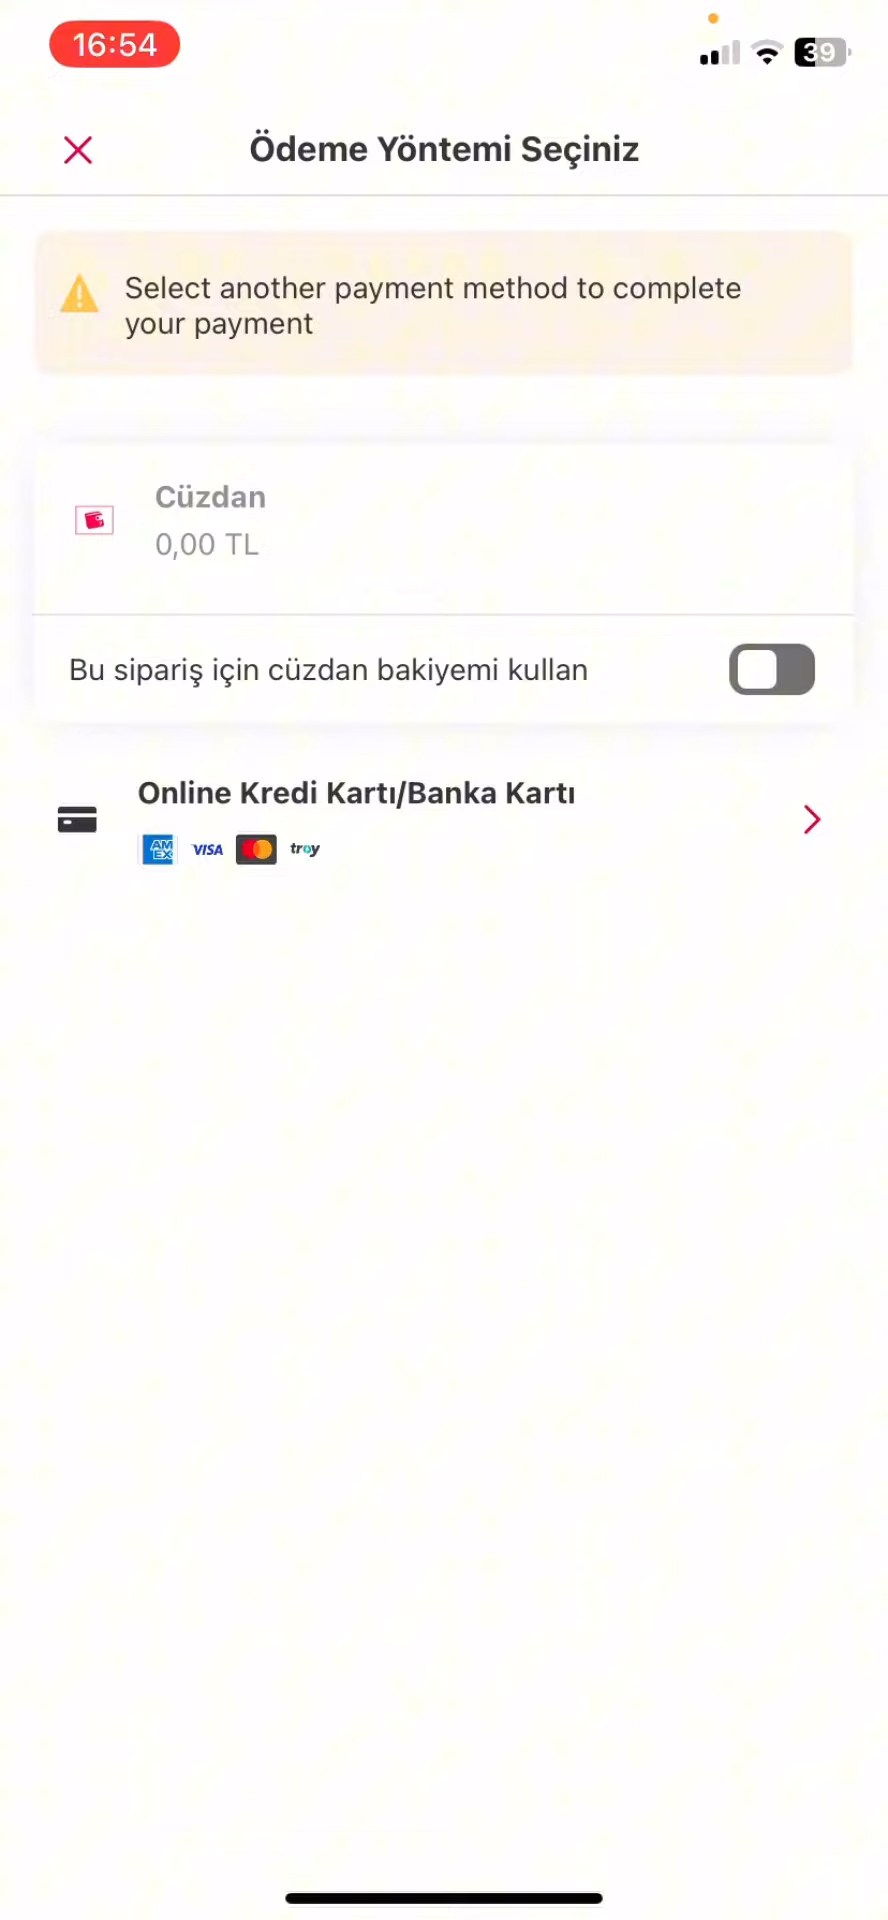 16:54
39
Ödeme Yöntemi Seçiniz
Select another payment method to complete
your payment
Cüzdan
0,00 TL
Bu sipariş için cüzdan bakiyemi kullan
Online Kredi Kartı/Banka Kartı
AMEX VISA troy